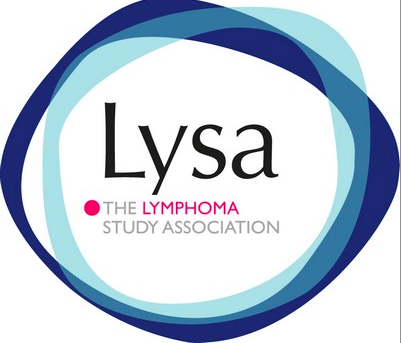 Lysa
THE LYMPHOMA
STUDY ASSOCIATION